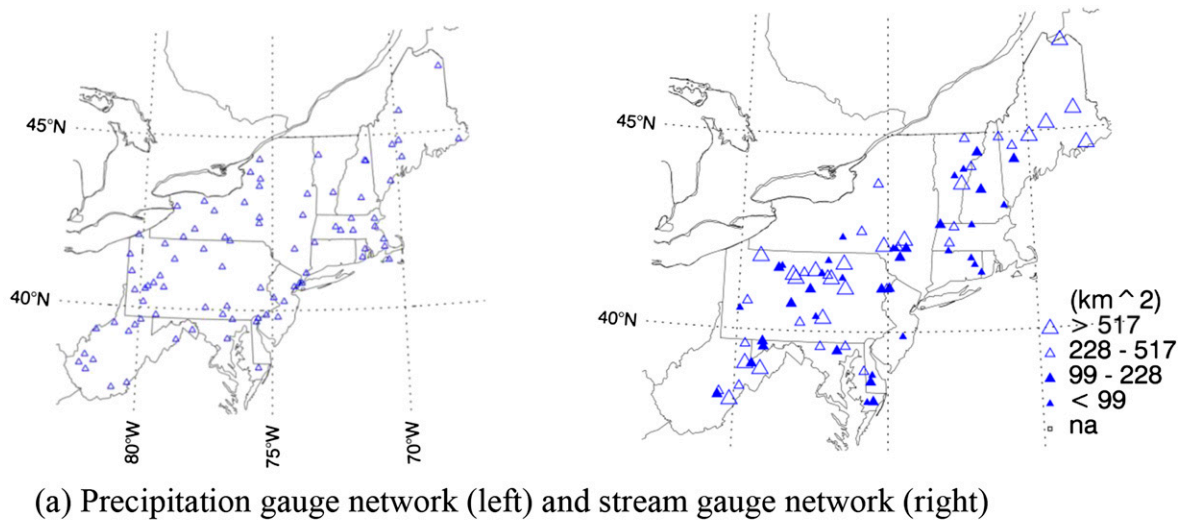 45°N
40°N
80°W
75°W
70°W
45°N
40°N
(km^2)
> 517
228 - 517
99 - 228
< 99
na
(a) Precipitation gauge network (left) and stream gauge network (right)